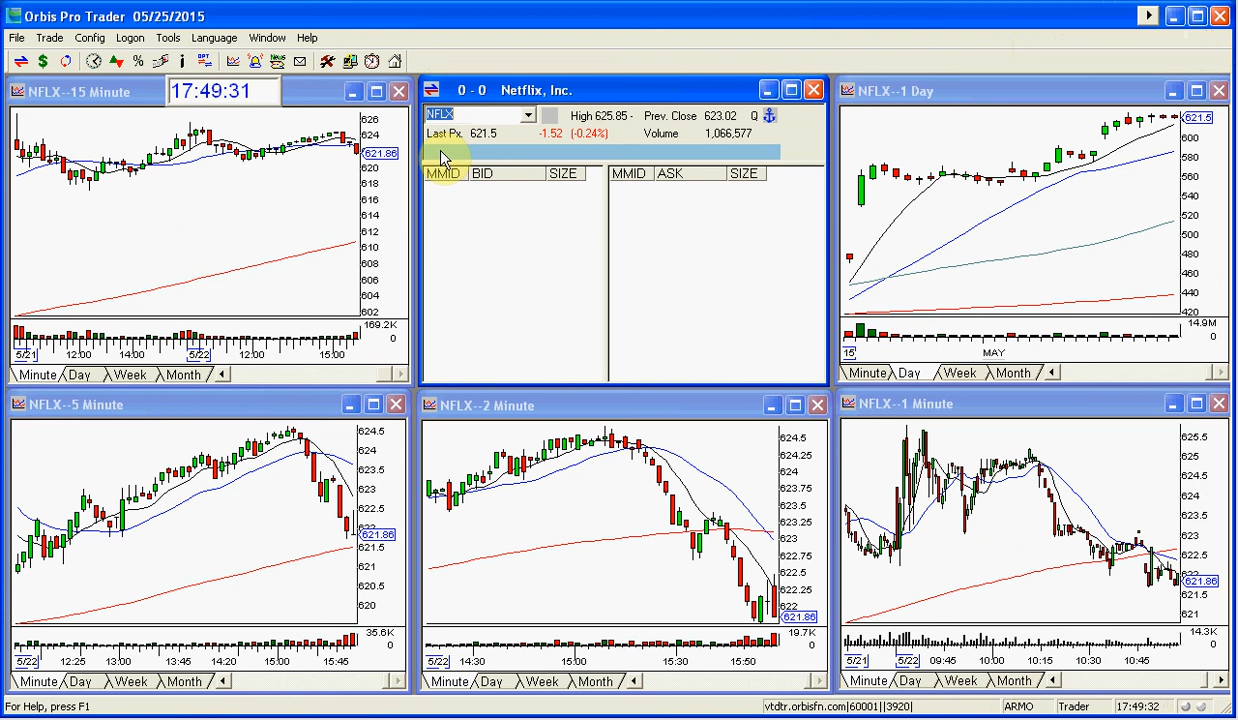 Orbis Pro Trader 05/25/2015
File Trade Config Logon Tools Language Window Help
NFLX--15 Minute
17:49:31
626
624
621.86
620
618
616
614
612
610
608
606
604
602
169.2K
0
5/21 12:00 14:00 5/22 12:00 15:00
Minute Day Week Month
0 - 0 Netflix, Inc.
NFLX High 625.85 - Prev. Close 623.02 Q
Last Px. 621.5 -1.52 (-0.24%) Volume 1,066,577
MMID BID SIZE MMID ASK SIZE
NFLX--1 Day
621.5
600
580
560
540
520
500
480
460
440
420
14.9M
0
15 MAY
Minute Day Week Month
NFLX--5 Minute
624.5
624
623.5
623
622.5
622
621.86
621.5
621
620.5
620
35.6K
0
5/22 12:25 13:00 13:45 14:20 15:00 15:45
Minute Day Week Month
NFLX--2 Minute
624.5
624.25
624
623.75
623.5
623.25
623
622.75
622.5
622.25
622
621.86
19.7K
0
5/22 14:30 15:00 15:30 15:50
Minute Day Week Month
NFLX--1 Minute
625.5
625
624.5
624
623.5
623
622.5
622
621.86
621.5
621
14.3K
0
5/21 5/22 09:45 10:00 10:15 10:30 10:45
Minute Day Week Month
For Help, press F1
vtdtr.orbisfn.com|60001||3920| ARMO Trader 17:49:32